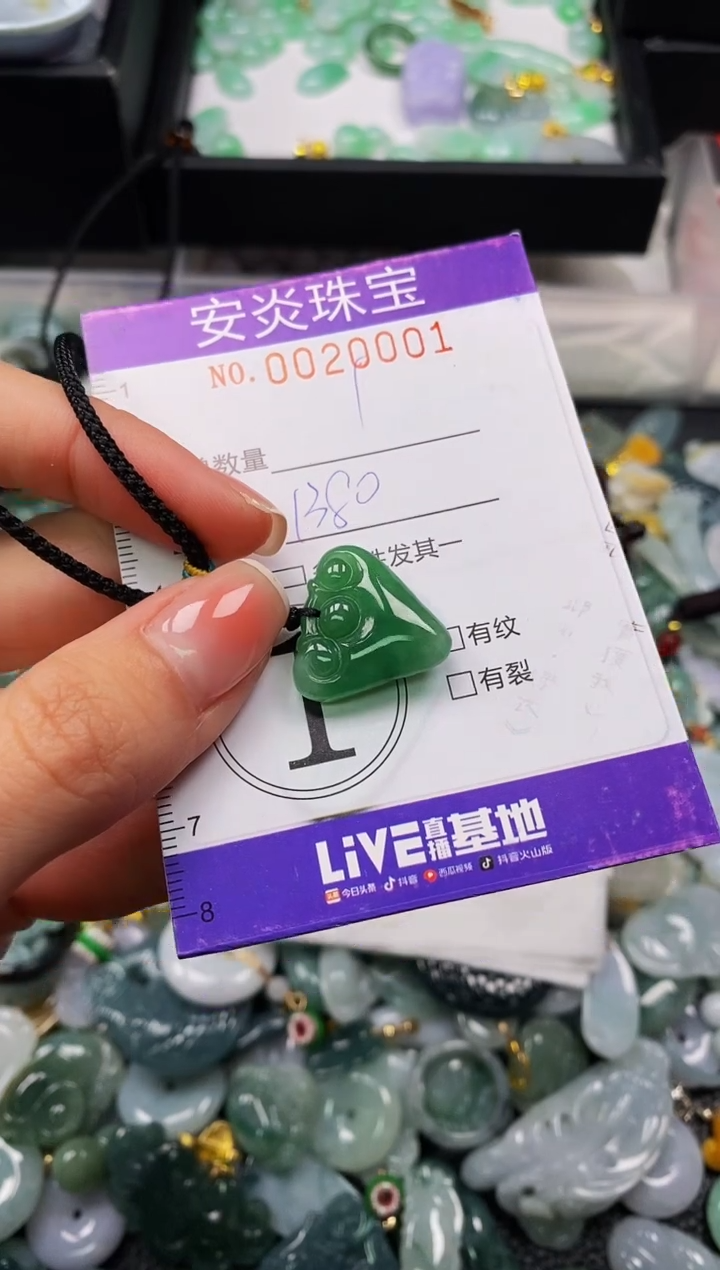 安炎珠宝
NO.0020001
1
数量
1380
发其一
有纹
有裂
1
7
8
LiVE直播基地
今日头条 抖音 西瓜视频 抖音火山版